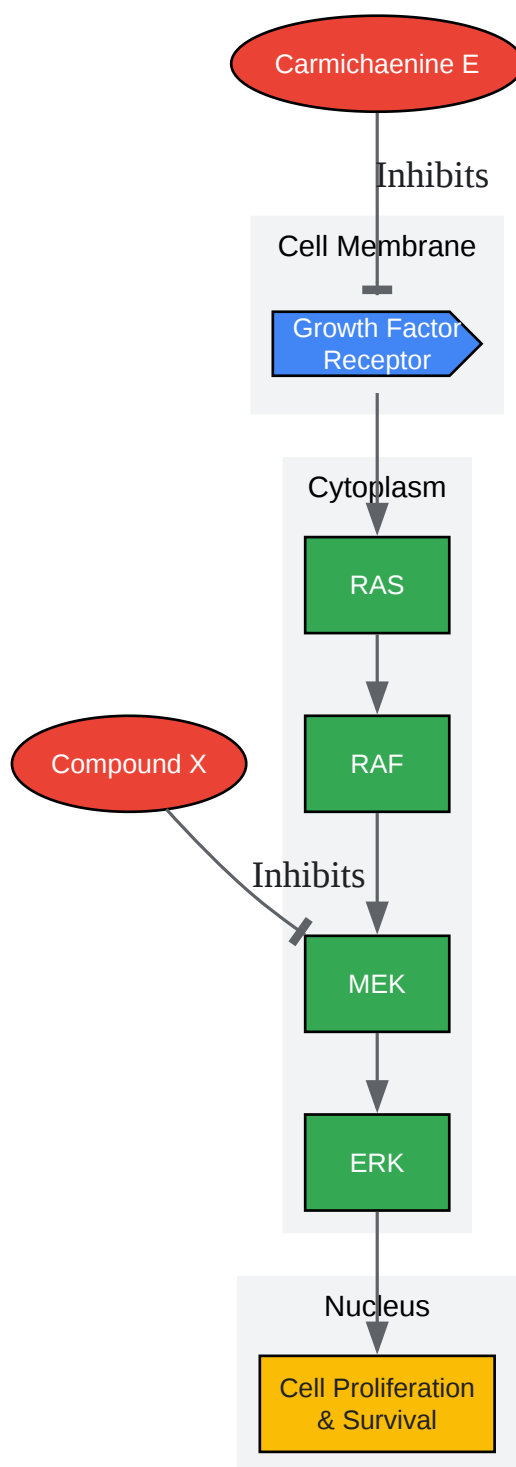 Carmichaenine E
Inhibits
Cell Membrane
Growth Factor
Receptor
Cytoplasm
RAS
RAF
Compound X
Inhibits
MEK
ERK
Nucleus
Cell Proliferation
& Survival